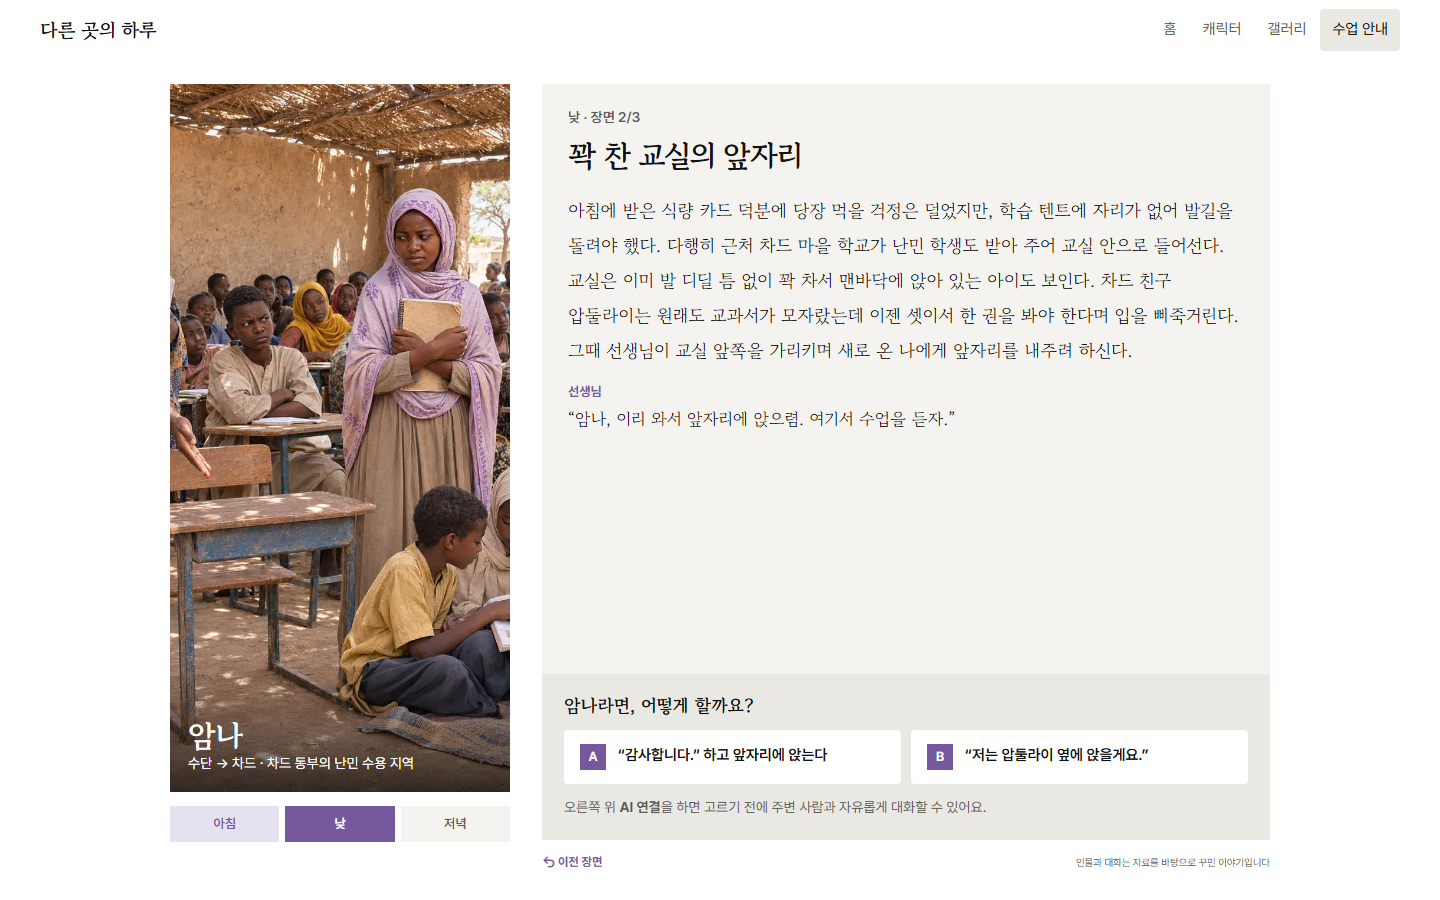 다른 곳의 하루
홈 캐릭터 갤러리 수업 안내
암나
수단 → 차드 · 차드 동부의 난민 수용 지역
아침 낮 저녁
낮 · 장면 2/3
꽉 찬 교실의 앞자리
아침에 받은 식량 카드 덕분에 당장 먹을 걱정은 덜었지만, 학습 텐트에 자리가 없어 발길을
돌려야 했다. 다행히 근처 차드 마을 학교가 난민 학생도 받아 주어 교실 안으로 들어선다.
교실은 이미 발 디딜 틈 없이 꽉 차서 맨바닥에 앉아 있는 아이도 보인다. 차드 친구
압둘라이는 원래도 교과서가 모자랐는데 이젠 셋이서 한 권을 봐야 한다며 입을 삐죽거린다.
그때 선생님이 교실 앞쪽을 가리키며 새로 온 나에게 앞자리를 내주려 하신다.
선생님
“암나, 이리 와서 앞자리에 앉으렴. 여기서 수업을 듣자.”
암나라면, 어떻게 할까요?
A “감사합니다.” 하고 앞자리에 앉는다
B “저는 압둘라이 옆에 앉을게요.”
오른쪽 위 AI 연결을 하면 고르기 전에 주변 사람과 자유롭게 대화할 수 있어요.
이전 장면
인물과 대화는 자료를 바탕으로 꾸민 이야기입니다